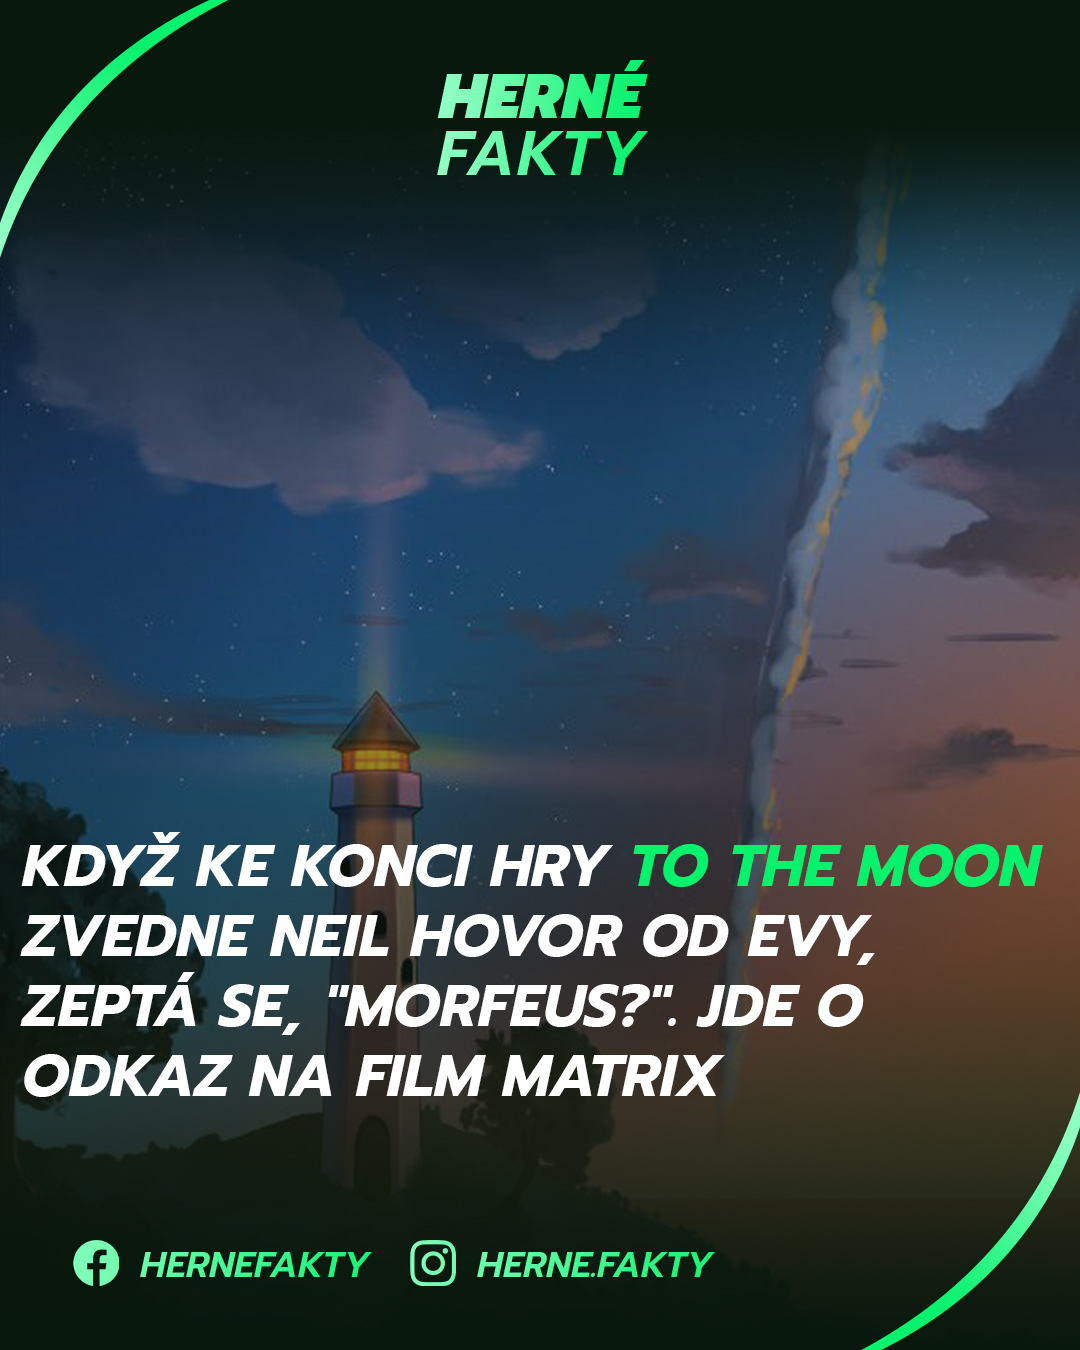 HERNÉ
FAKTY
KDYŽ KE KONCI HRY TO THE MOON
ZVEDNE NEIL HOVOR OD EVY,
ZEPTÁ SE, "MORFEUS?". JDE O
ODKAZ NA FILM MATRIX
HERNEFAKTY HERNE.FAKTY